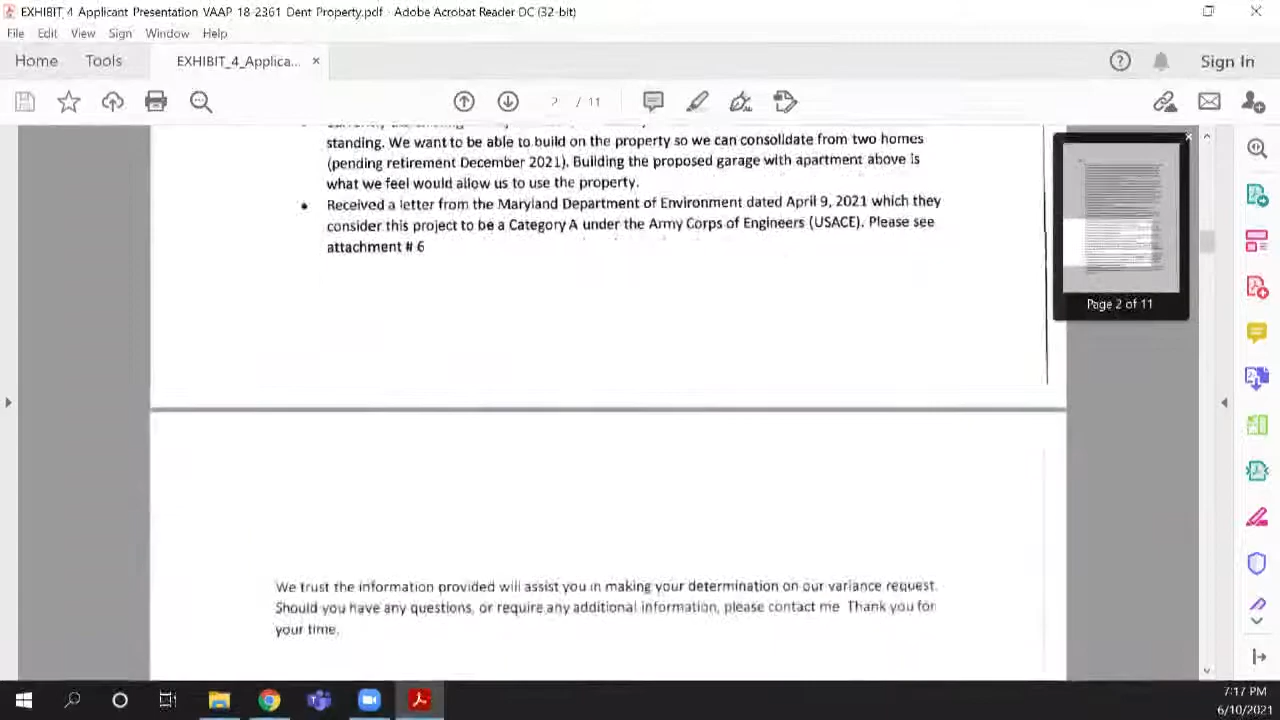 EXHIBIT_4 Applicant Presentation VAAP 18-2361 Dent Property.pdf - Adobe Acrobat Reader DC (32-bit)
File Edit View Sign Window Help
Home Tools EXHIBIT_4_Applica... × Sign In
2 / 11
standing. We want to be able to build on the property so we can consolidate from two homes
(pending retirement December 2021). Building the proposed garage with apartment above is
what we feel would allow us to use the property.
• Received a letter from the Maryland Department of Environment dated April 9, 2021 which they
consider this project to be a Category A under the Army Corps of Engineers (USACE). Please see
attachment # 6
Page 2 of 11
We trust the information provided will assist you in making your determination on our variance request.
Should you have any questions, or require any additional information, please contact me Thank you for
your time.
7:17 PM
6/10/2021